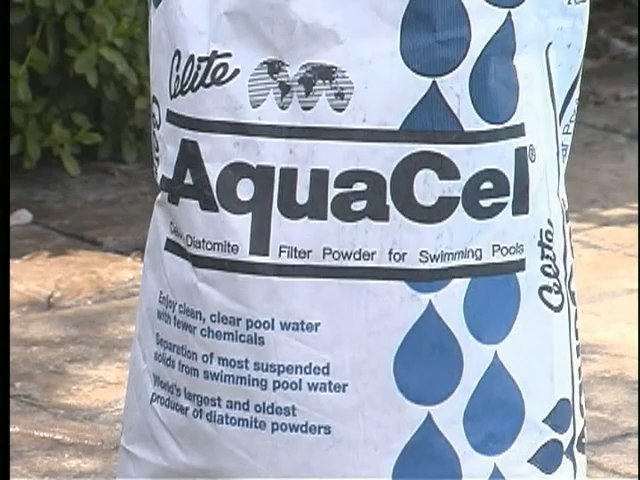 Celite
AquaCel®
Celite Diatomite Filter Powder for Swimming Pools
Enjoy clean, clear pool water
with fewer chemicals
Separation of most suspended
solids from swimming pool water
World's largest and oldest
producer of diatomite powders
Celite